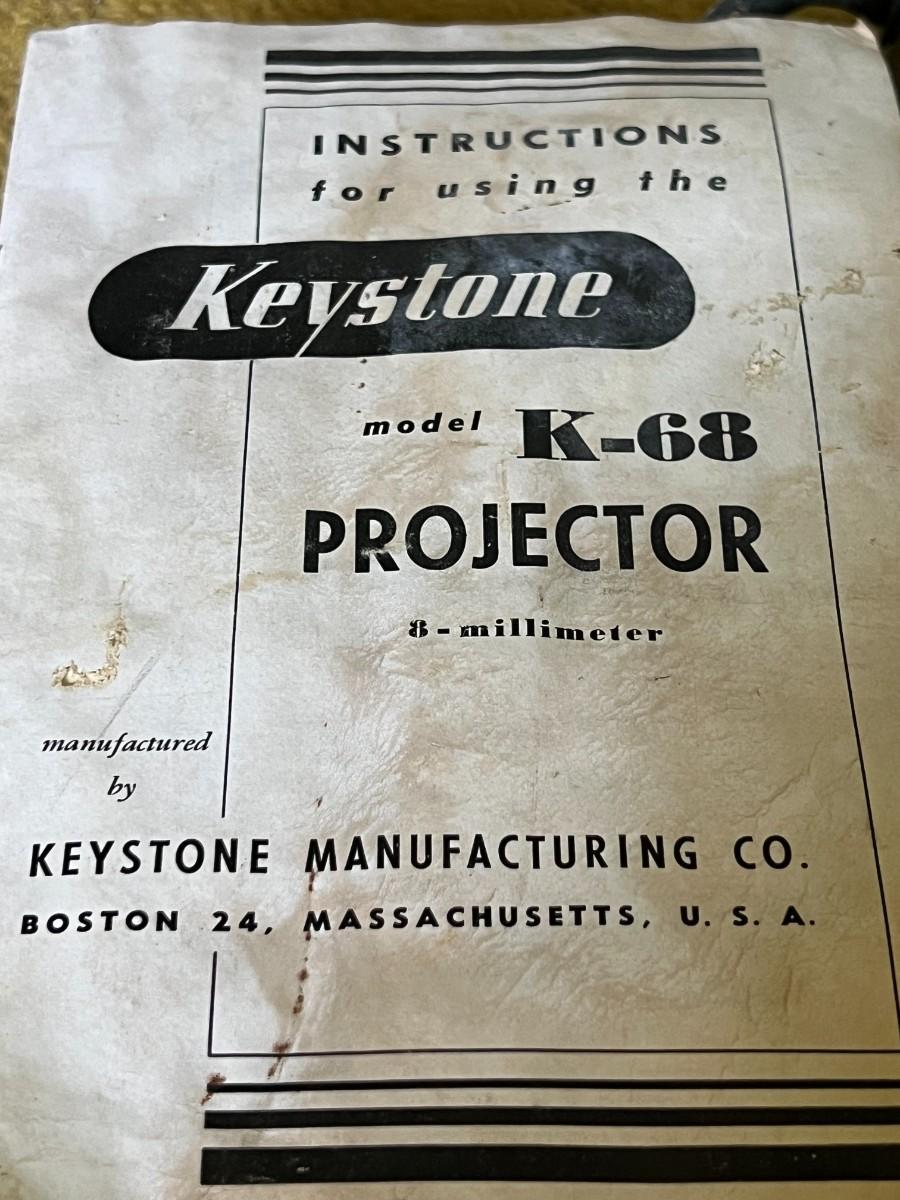 INSTRUCTIONS
for using the
Keystone
model K-68
PROJECTOR
8-millimeter
manufactured
by
KEYSTONE MANUFACTURING CO.
BOSTON 24, MASSACHUSETTS, U. S. A.